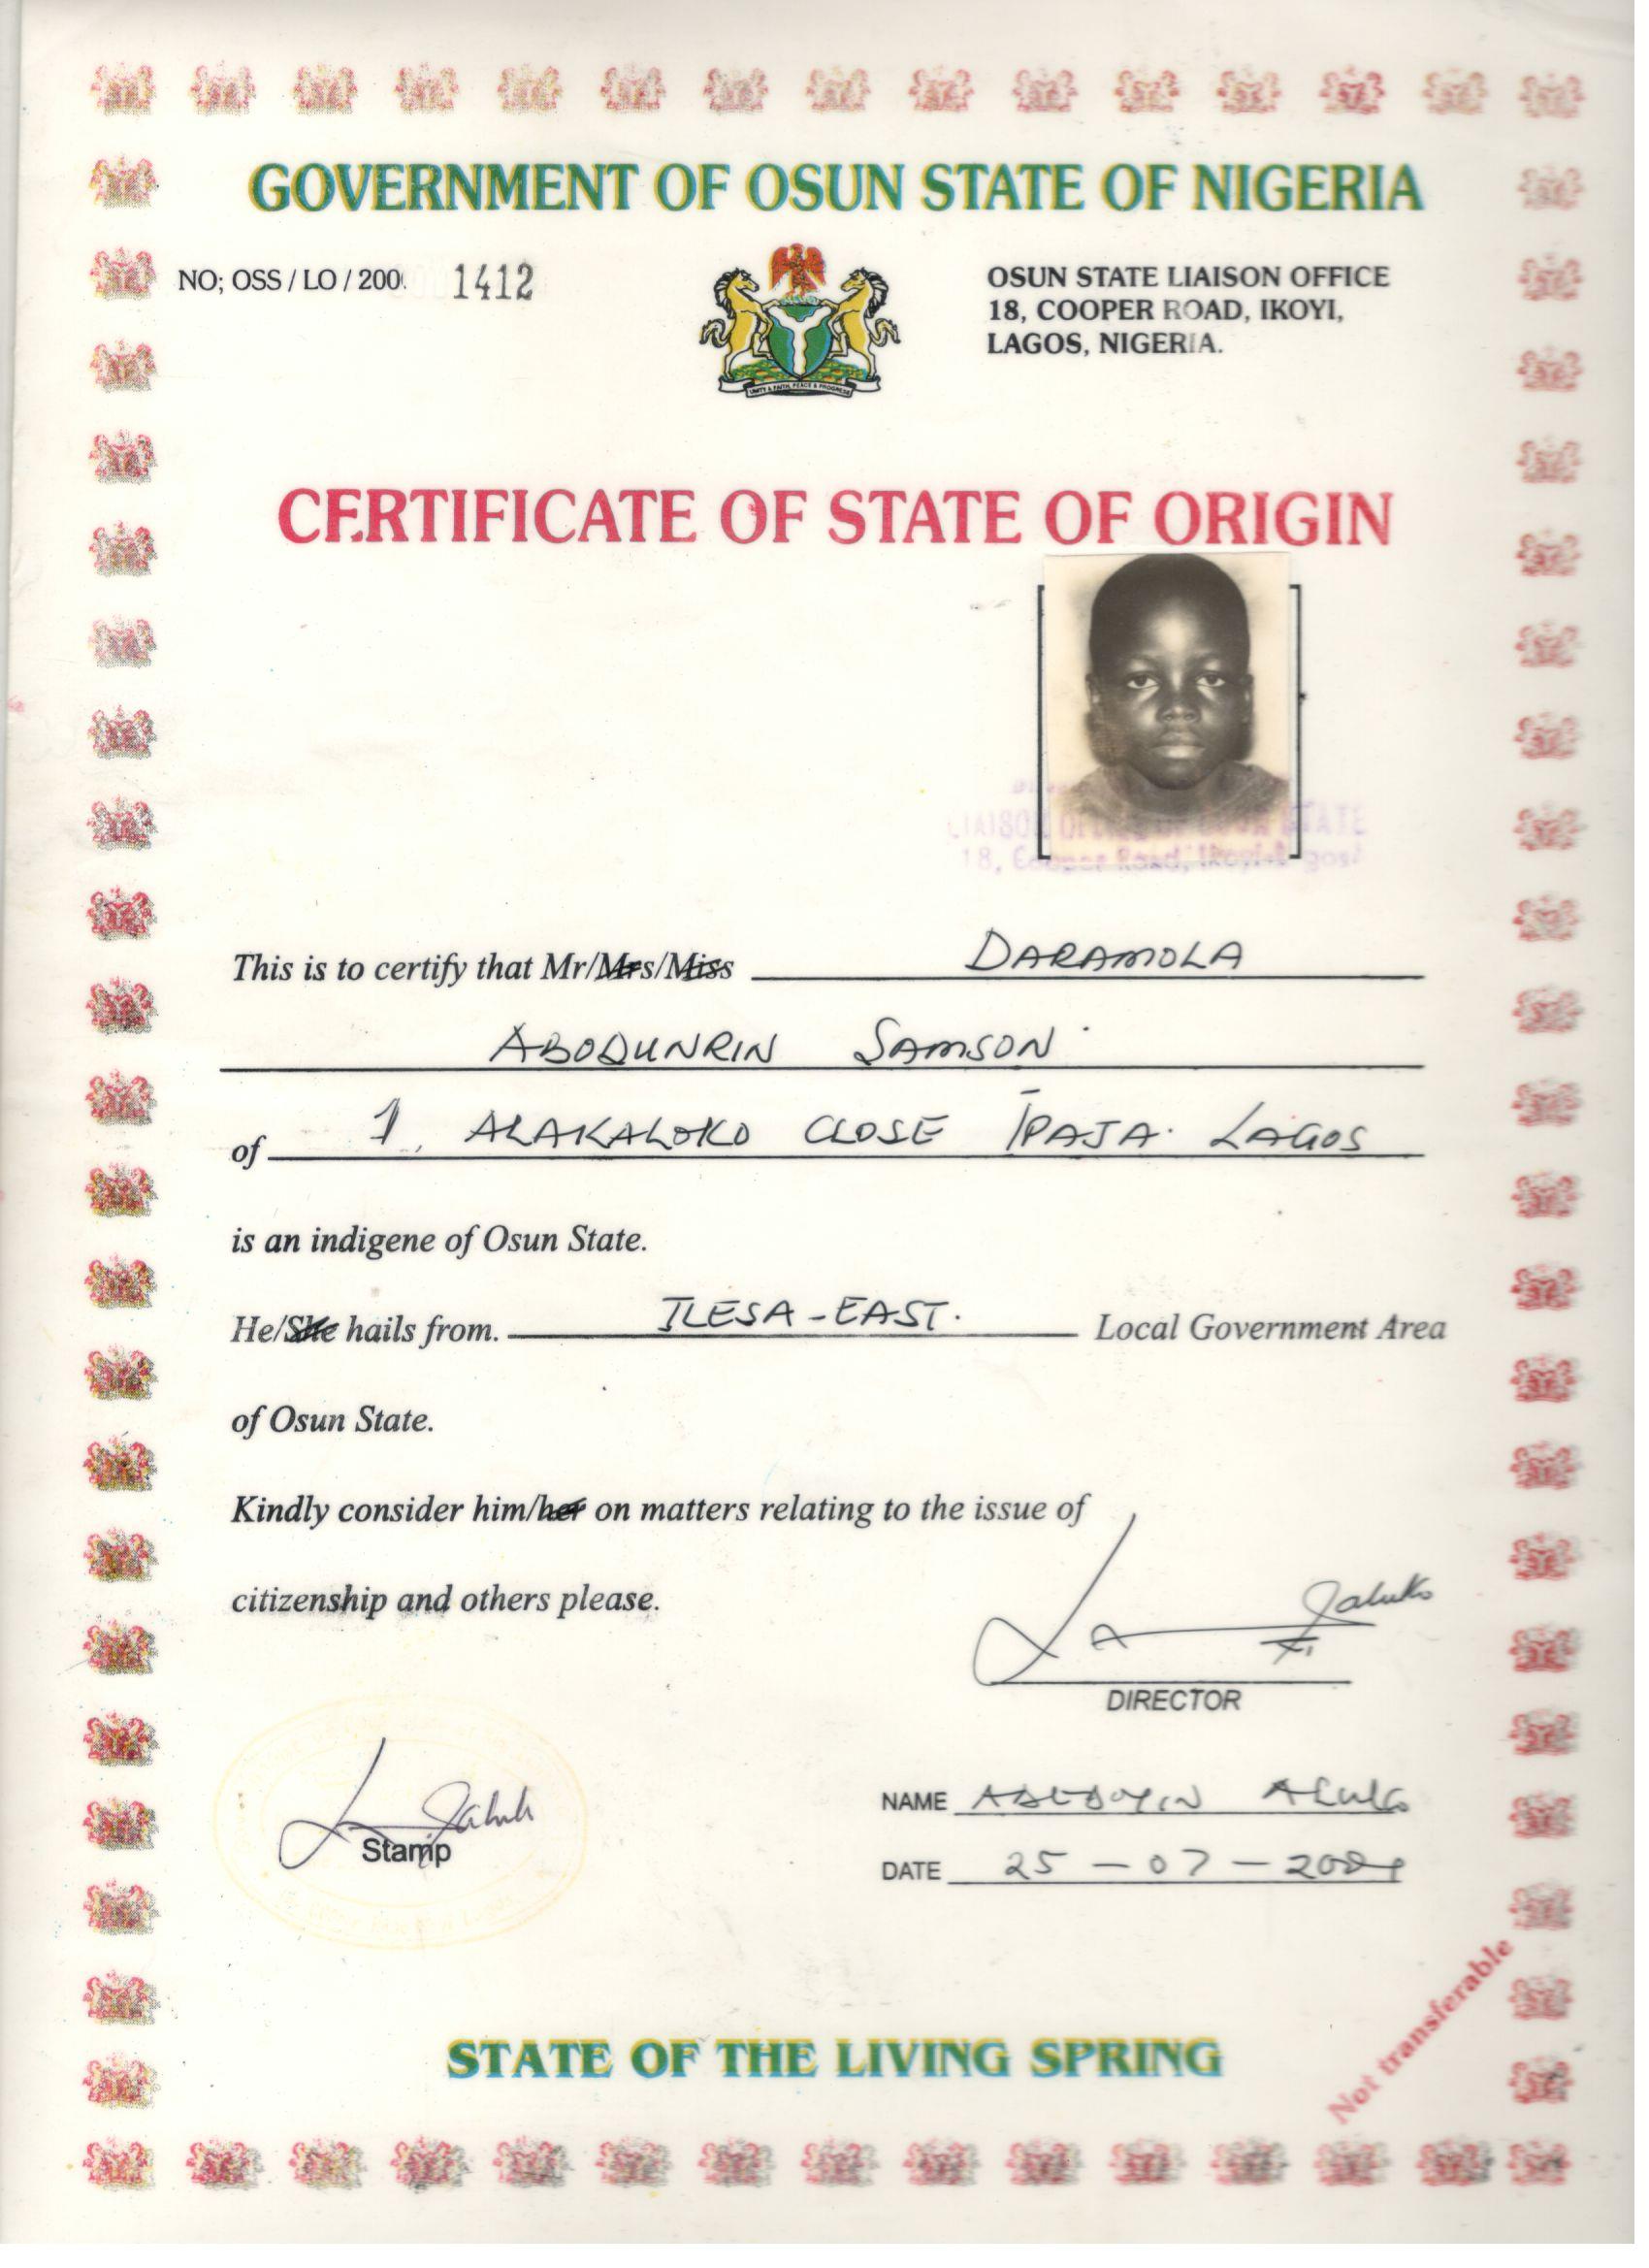 GOVERNMENT OF OSUN STATE OF NIGERIA
NO; OSS / LO / 200 1412
OSUN STATE LIAISON OFFICE
18, COOPER ROAD, IKOYI,
LAGOS, NIGERIA.
UNITY & FAITH, PEACE & PROGRESS
CERTIFICATE OF STATE OF ORIGIN
LIAISON OFFICE OSUN STATE
18, Cooper Road, Ikoyi-Lagos
This is to certify that Mr/Mrs/Miss DARAMOLA
ABODUNRIN SAMSON
of 1, ALAKALOKO CLOSE IPAJA. LAGOS
is an indigene of Osun State.
He/She hails from. ILESA-EAST. Local Government Area
of Osun State.
Kindly consider him/her on matters relating to the issue of
citizenship and others please.
DIRECTOR
Stamp
NAME ADEDOYIN ALUKO
DATE 25-07-200
Not transferable
STATE OF THE LIVING SPRING